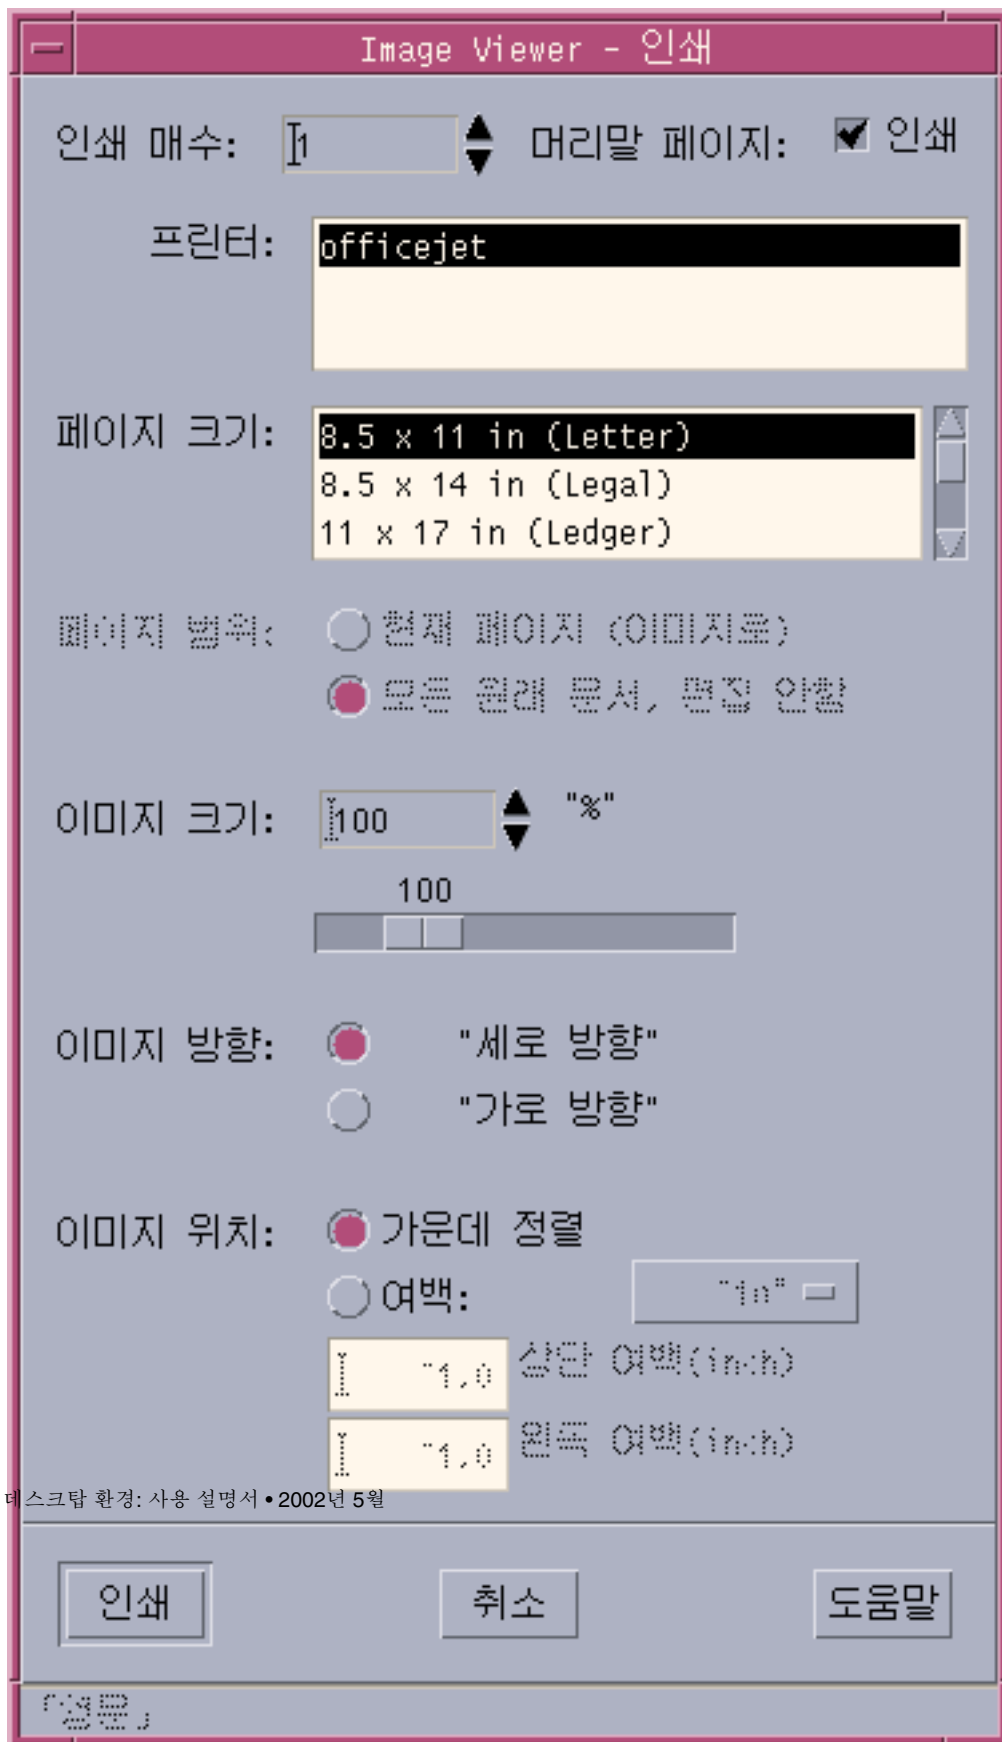 Image Viewer - 인쇄
인쇄 매수: 1 머리말 페이지: 인쇄
프린터: officejet
페이지 크기: 8.5 x 11 in (Letter)
8.5 x 14 in (Legal)
11 x 17 in (Ledger)
페이지 범위: 현재 페이지 (이미지로)
모든 원래 문서, 편집 안함
이미지 크기: 100 "%"
100
이미지 방향: "세로 방향"
"가로 방향"
이미지 위치: 가운데 정렬
여백: "in"
"1.0 상단 여백(inch)
"1.0 왼쪽 여백(inch)
데스크탑 환경: 사용 설명서 • 2002년 5월
인쇄 취소 도움말